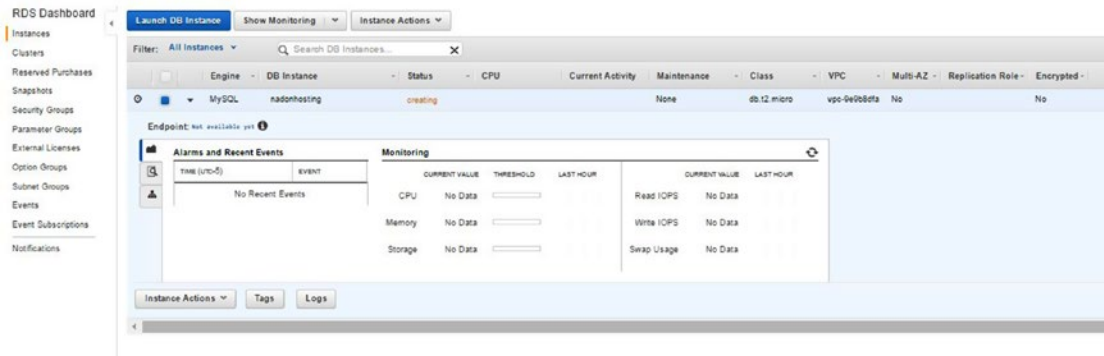 RDS Dashboard
Instances
Clusters
Reserved Purchases
Snapshots
Security Groups
Parameter Groups
External Licenses
Option Groups
Subnet Groups
Events
Event Subscriptions
Notifications
Launch DB Instance Show Monitoring Instance Actions
Filter: All Instances Search DB Instances...
Engine DB Instance Status CPU Current Activity Maintenance Class VPC Multi-AZ Replication Role Encrypted
MySQL nadonhosting creating None db.t2.micro vpc-9e9b8dfa No No
Endpoint: Not available yet
Alarms and Recent Events Monitoring
TIME (UTC-5) EVENT CURRENT VALUE THRESHOLD LAST HOUR CURRENT VALUE LAST HOUR
No Recent Events CPU No Data Read IOPS No Data
Memory No Data Write IOPS No Data
Storage No Data Swap Usage No Data
Instance Actions Tags Logs